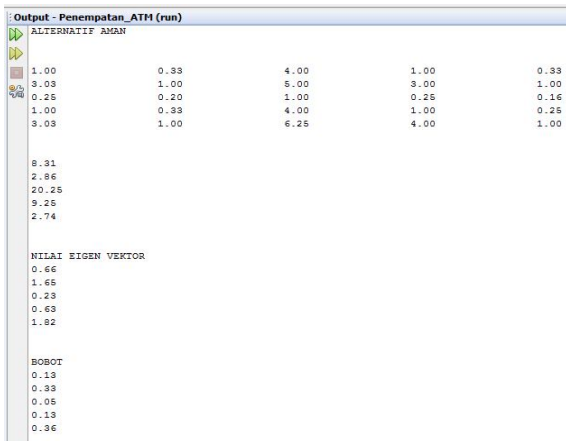 Output - Penempatan_ATM (run)
ALTERNATIF AMAN
1.00 0.33 4.00 1.00 0.33
3.03 1.00 5.00 3.00 1.00
0.25 0.20 1.00 0.25 0.16
1.00 0.33 4.00 1.00 0.25
3.03 1.00 6.25 4.00 1.00
8.31
2.86
20.25
9.25
2.74
NILAI EIGEN VEKTOR
0.66
1.65
0.23
0.63
1.82
BOBOT
0.13
0.33
0.05
0.13
0.36